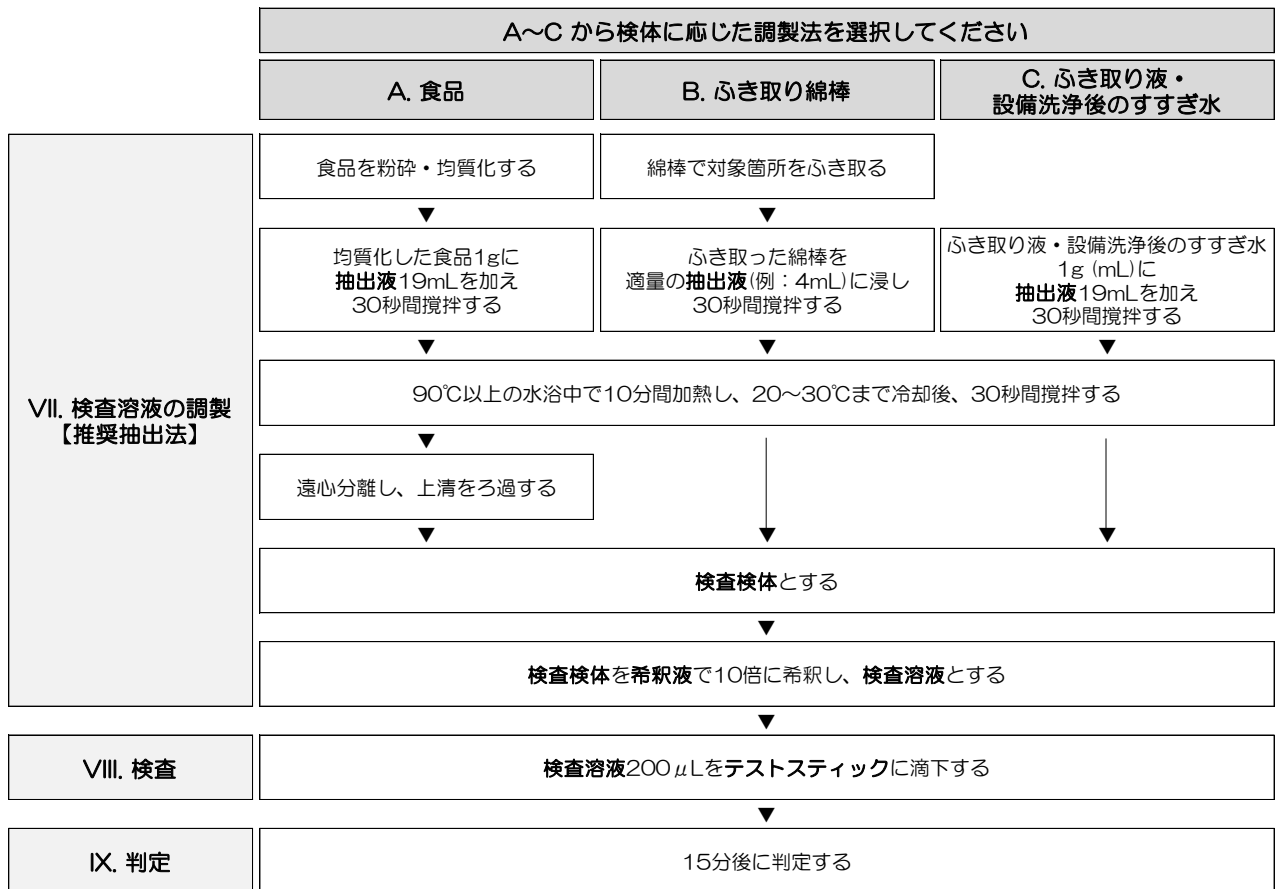 A～C から検体に応じた調製法を選択してください
A. 食品
B. ふき取り綿棒
C. ふき取り液・
設備洗浄後のすすぎ水
VII. 検査溶液の調製
【推奨抽出法】
食品を粉砕・均質化する
綿棒で対象箇所をふき取る
▼
▼
均質化した食品1gに
抽出液19mLを加え
30秒間撹拌する
ふき取った綿棒を
適量の抽出液(例：4mL)に浸し
30秒間撹拌する
ふき取り液・設備洗浄後のすすぎ水
1g (mL)に
抽出液19mLを加え
30秒間撹拌する
▼
▼
▼
90℃以上の水浴中で10分間加熱し、20～30℃まで冷却後、30秒間撹拌する
▼
遠心分離し、上清をろ過する
▼
検査検体とする
▼
検査検体を希釈液で10倍に希釈し、検査溶液とする
▼
VIII. 検査
検査溶液200μLをテストスティックに滴下する
▼
IX. 判定
15分後に判定する